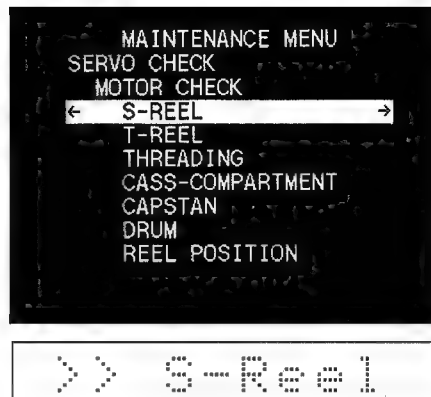 MAINTENANCE MENU
SERVO CHECK
MOTOR CHECK
← S-REEL →
T-REEL
THREADING
CASS-COMPARTMENT
CAPSTAN
DRUM
REEL POSITION
>> S-Reel